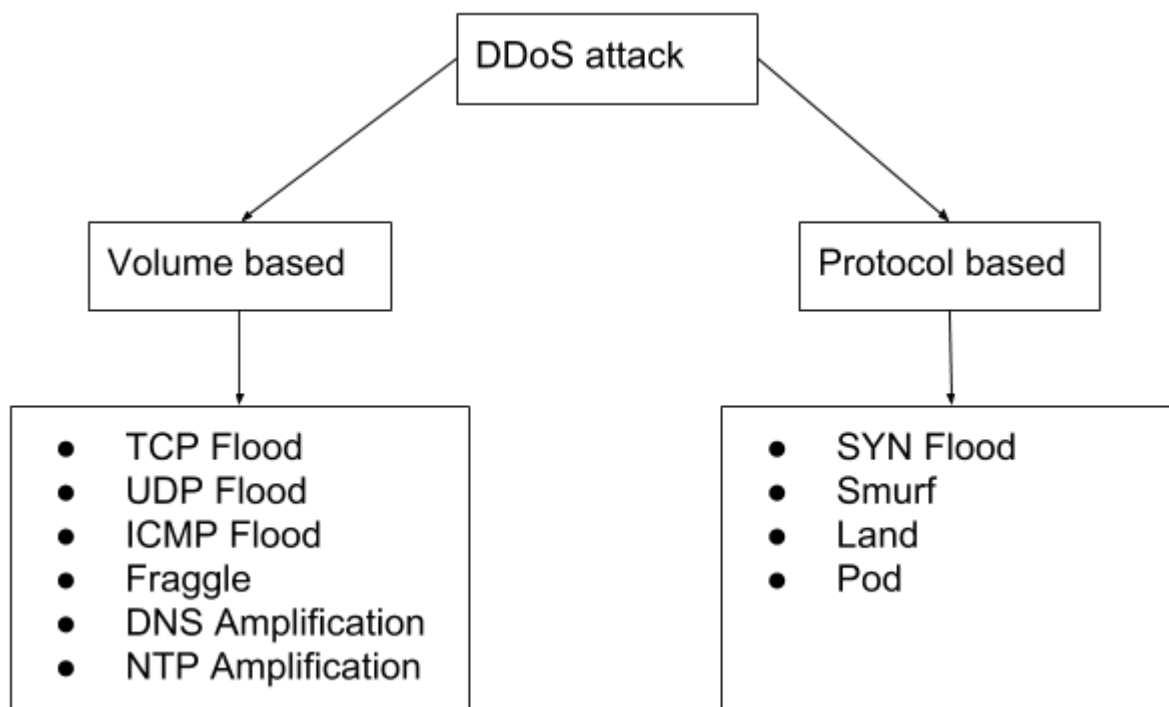 DDoS attack
Volume based
Protocol based
● TCP Flood
● UDP Flood
● ICMP Flood
● Fraggle
● DNS Amplification
● NTP Amplification
● SYN Flood
● Smurf
● Land
● Pod